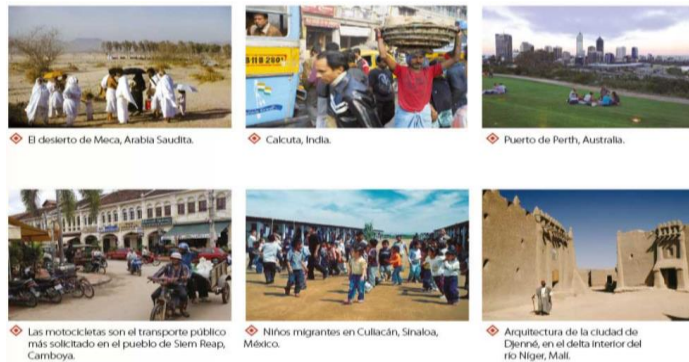 El desierto de Meca, Arabia Saudita.
Calcuta, India.
Puerto de Perth, Australia.
Las motocicletas son el transporte público
más solicitado en el pueblo de Siem Reap,
Camboya.
Niños migrantes en Culiacán, Sinaloa,
México.
Arquitectura de la ciudad de
Djenné, en el delta interior del
río Níger, Mali.